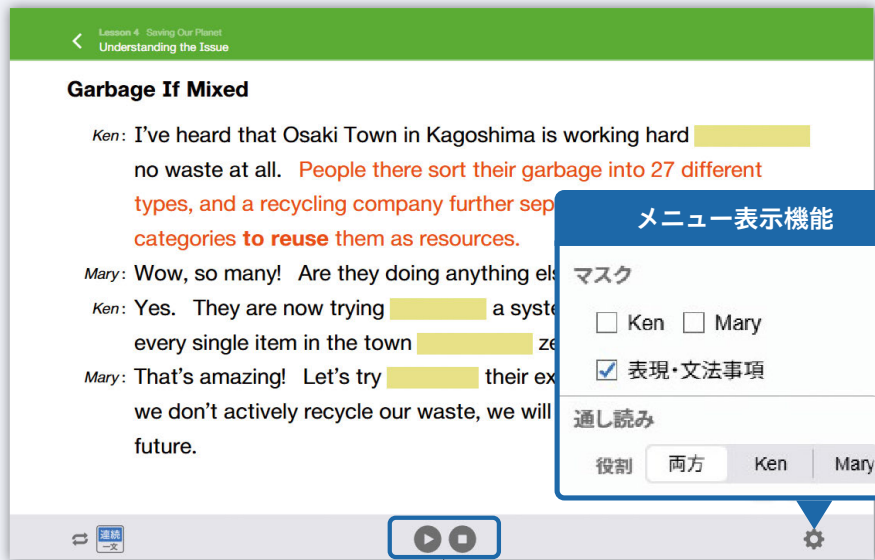 Lesson 4 Saving Our Planet
Understanding the Issue
Garbage If Mixed
Ken: I've heard that Osaki Town in Kagoshima is working hard
no waste at all. People there sort their garbage into 27 different
types, and a recycling company further sep
categories to reuse them as resources.
Mary: Wow, so many! Are they doing anything els
Ken: Yes. They are now trying a syste
every single item in the town ze
Mary: That's amazing! Let's try their ex
we don't actively recycle our waste, we will
future.
メニュー表示機能
マスク
Ken Mary
表現・文法事項
通し読み
役割 両方 Ken Mary
連続
一文